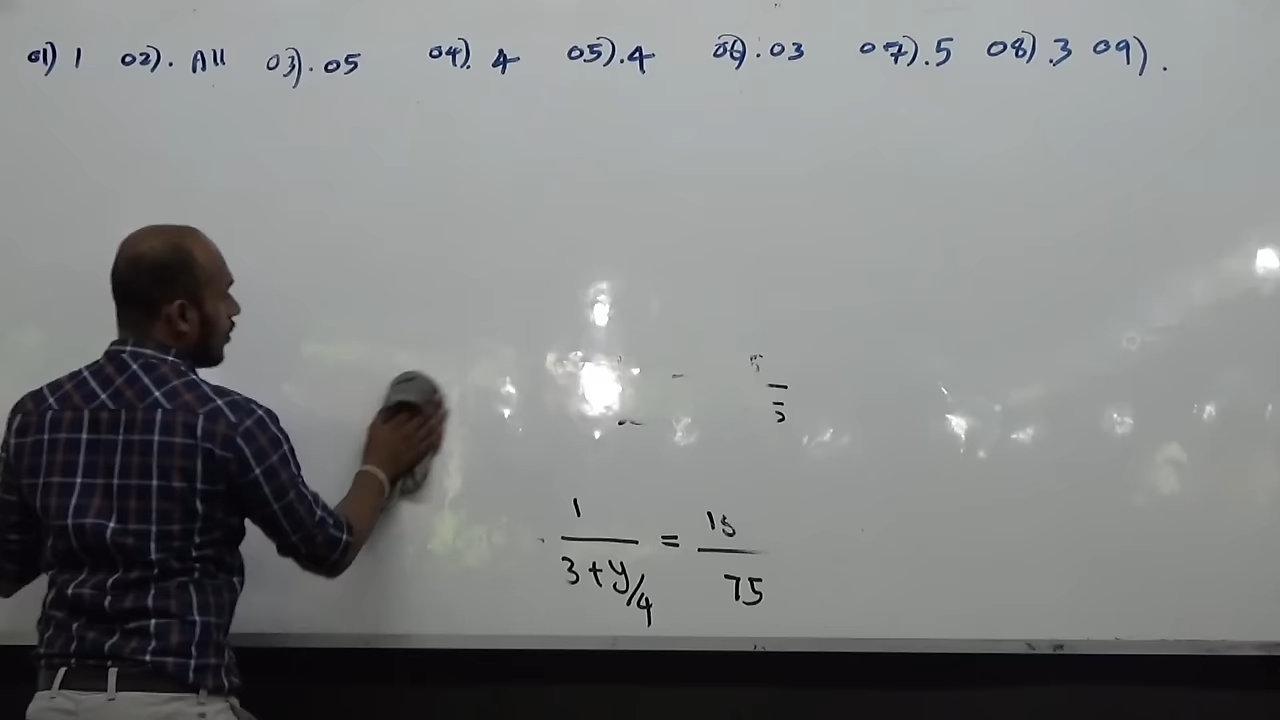 01) 1 02). All 03). 05 04). 4 05). 4 06). 03 07). 5 08) .3 09) .
1 / 3 + y/4 = 15 / 75